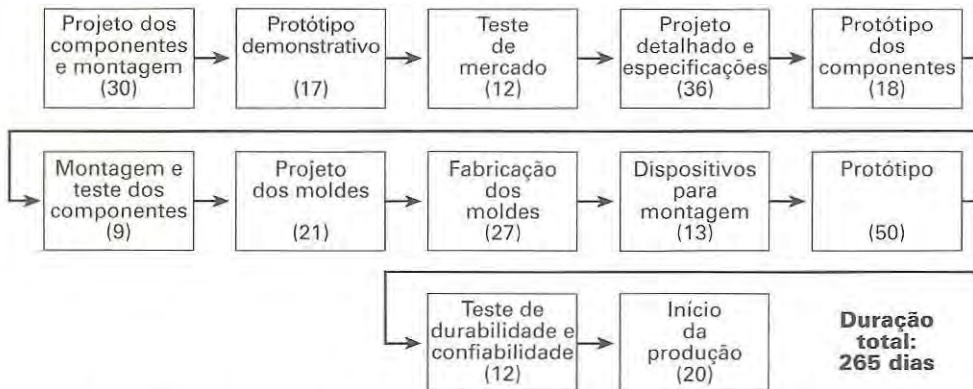 Projeto dos
componentes
e montagem
(30)
Protótipo
demonstrativo
(17)
Teste
de
mercado
(12)
Projeto
detalhado e
especificações
(36)
Protótipo
dos
componentes
(18)
Montagem e
teste dos
componentes
(9)
Projeto
dos moldes
(21)
Fabricação
dos
moldes
(27)
Dispositivos
para
montagem
(13)
Protótipo
(50)
Teste de
durabilidade e
confiabilidade
(12)
Início
da
produção
(20)
Duração
total:
265 dias